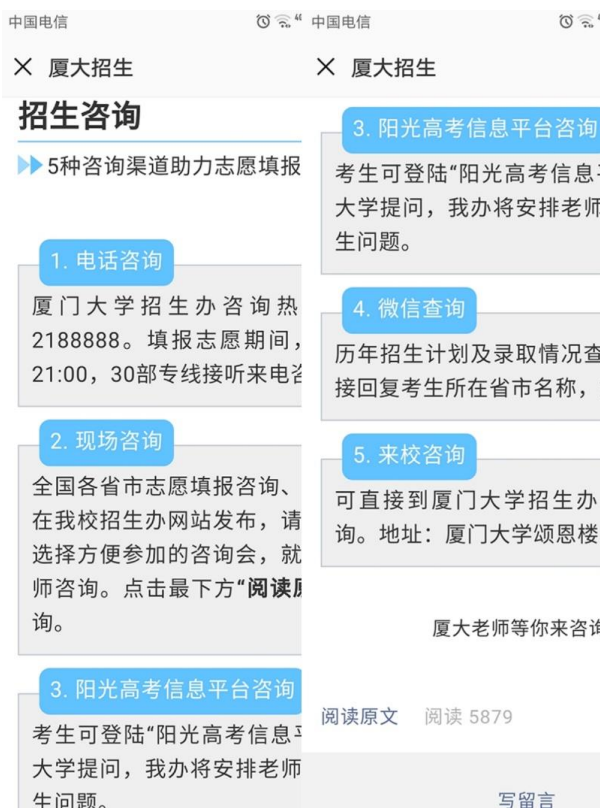 中国电信
厦大招生
招生咨询
5种咨询渠道助力志愿填报
1. 电话咨询
厦门大学招生办咨询热
2188888。填报志愿期间，
21:00，30部专线接听来电咨
2. 现场咨询
全国各省市志愿填报咨询、
在我校招生办网站发布，请
选择方便参加的咨询会，就
师咨询。点击最下方“阅读原
询。
3. 阳光高考信息平台咨询
考生可登陆“阳光高考信息平
大学提问，我办将安排老师
生问题。
中国电信
厦大招生
3. 阳光高考信息平台咨询
考生可登陆“阳光高考信息平
大学提问，我办将安排老师
生问题。
4. 微信查询
历年招生计划及录取情况查
接回复考生所在省市名称，
5. 来校咨询
可直接到厦门大学招生办
询。地址：厦门大学颂恩楼
厦大老师等你来咨询
阅读原文 阅读 5879
写留言